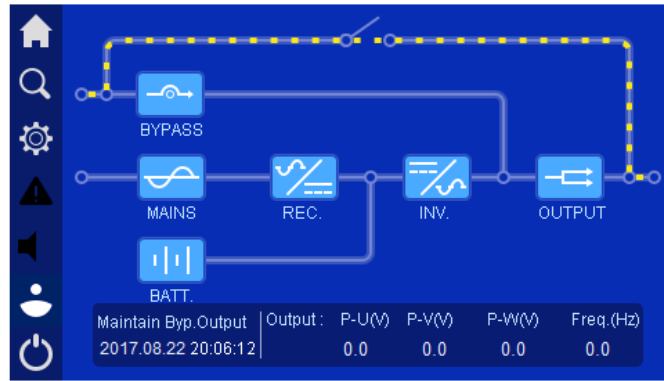 BYPASS
MAINS
REC.
INV.
OUTPUT
BATT.
Maintain Byp.Output
2017.08.22 20:06:12
Output : P-U(V) P-V(V) P-W(V) Freq.(Hz)
0.0 0.0 0.0 0.0